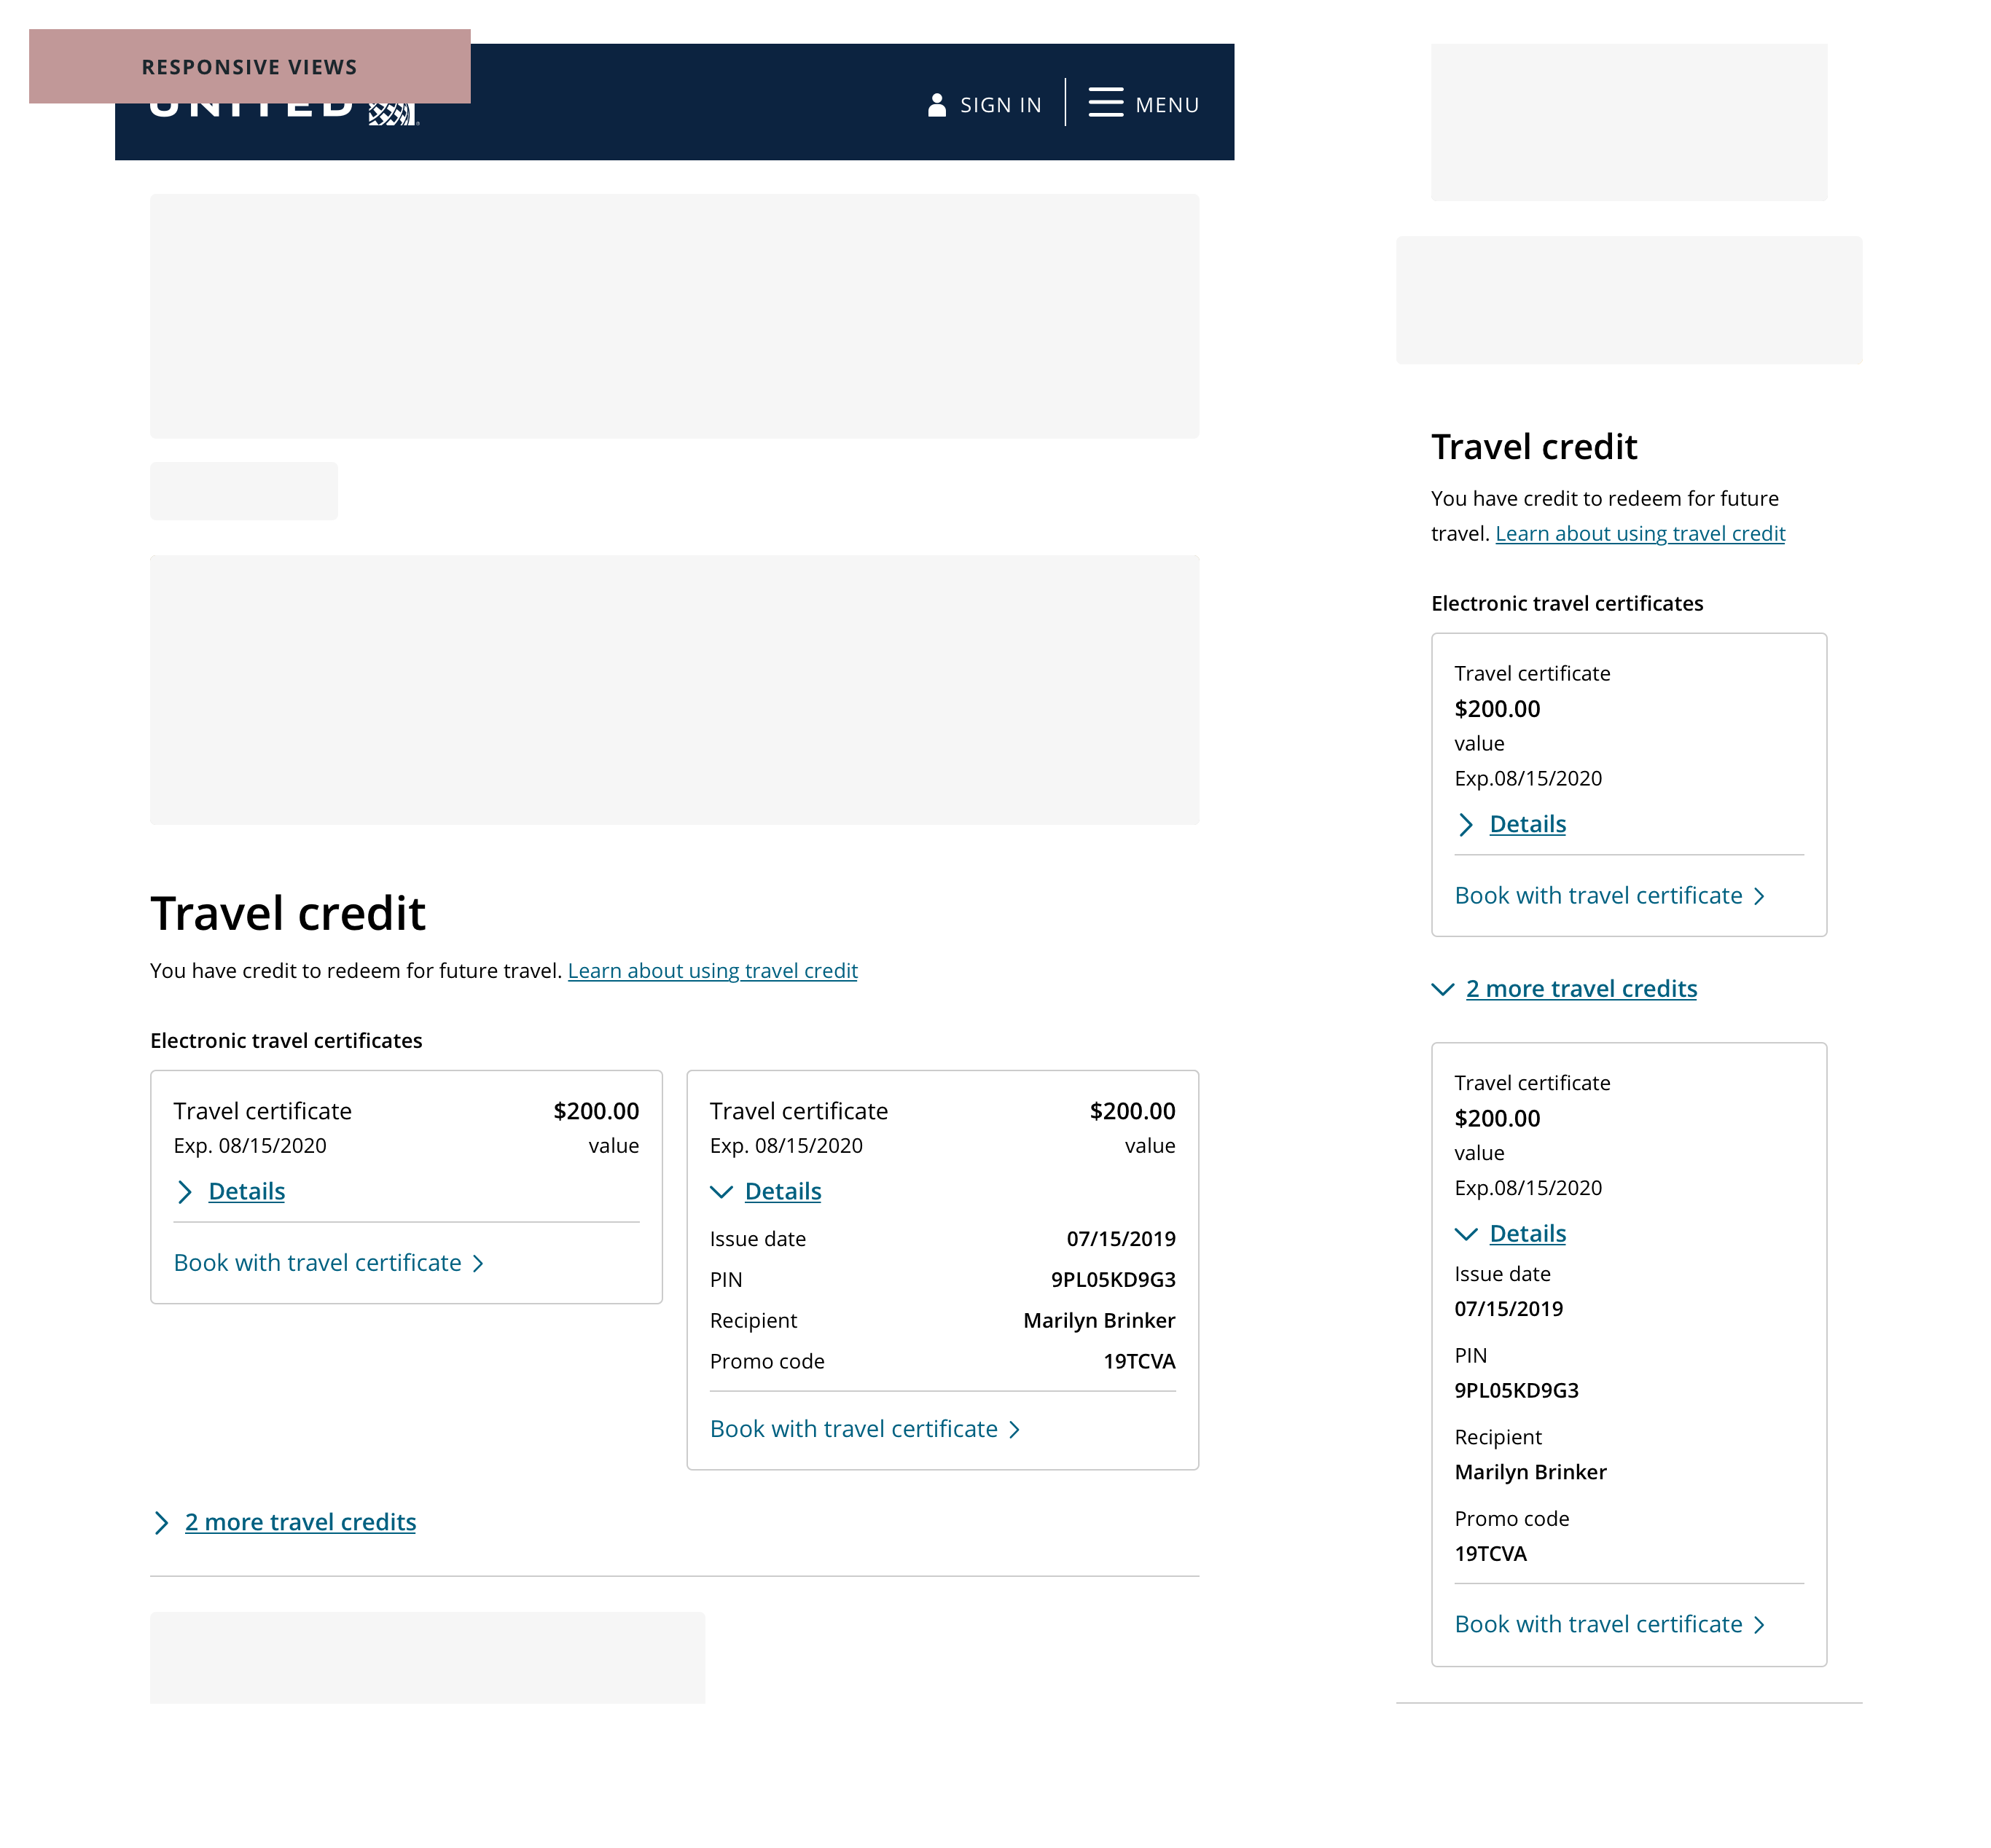 RESPONSIVE VIEWS
UNITED
SIGN IN
MENU
Travel credit
You have credit to redeem for future travel. Learn about using travel credit
Electronic travel certificates
Travel certificate $200.00
Exp. 08/15/2020 value
Details
Book with travel certificate
Travel certificate $200.00
Exp. 08/15/2020 value
Details
Issue date 07/15/2019
PIN 9PL05KD9G3
Recipient Marilyn Brinker
Promo code 19TCVA
Book with travel certificate
2 more travel credits
Travel credit
You have credit to redeem for future
travel. Learn about using travel credit
Electronic travel certificates
Travel certificate
$200.00
value
Exp.08/15/2020
Details
Book with travel certificate
2 more travel credits
Travel certificate
$200.00
value
Exp.08/15/2020
Details
Issue date
07/15/2019
PIN
9PL05KD9G3
Recipient
Marilyn Brinker
Promo code
19TCVA
Book with travel certificate